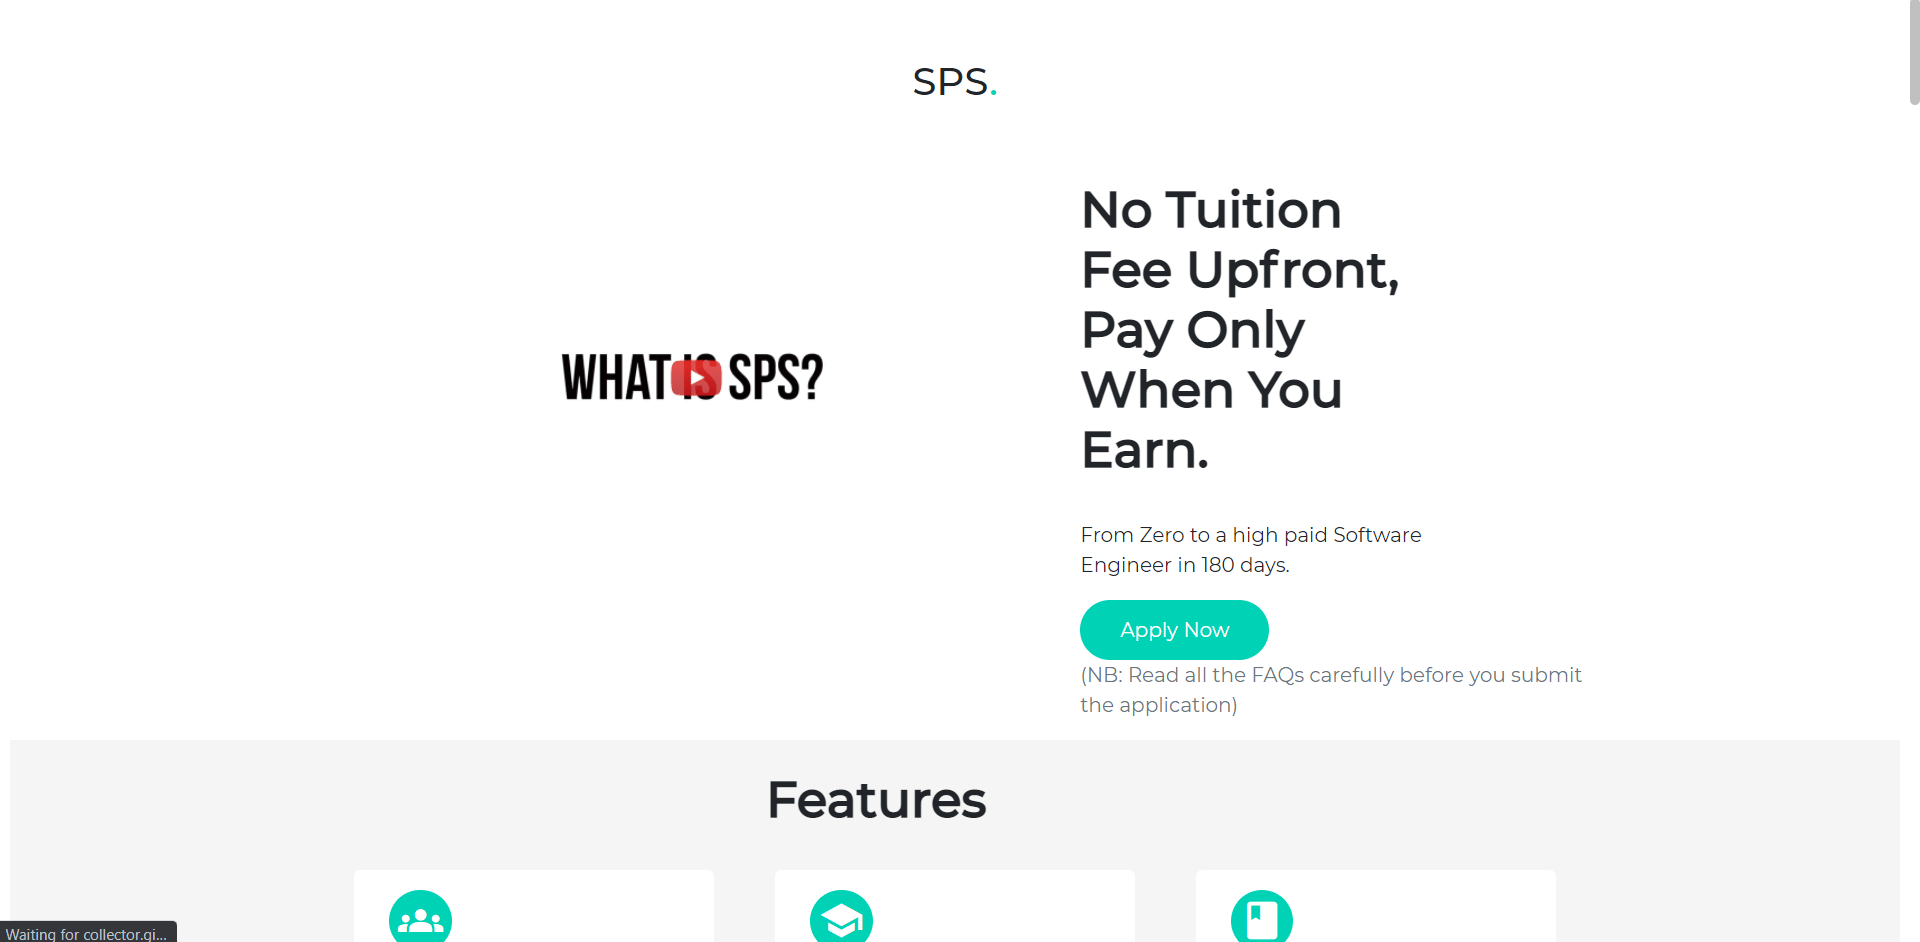 SPS.
WHAT IS SPS?
No Tuition
Fee Upfront,
Pay Only
When You
Earn.
From Zero to a high paid Software
Engineer in 180 days.
Apply Now
(NB: Read all the FAQs carefully before you submit
the application)
Features
Waiting for collector.gi...